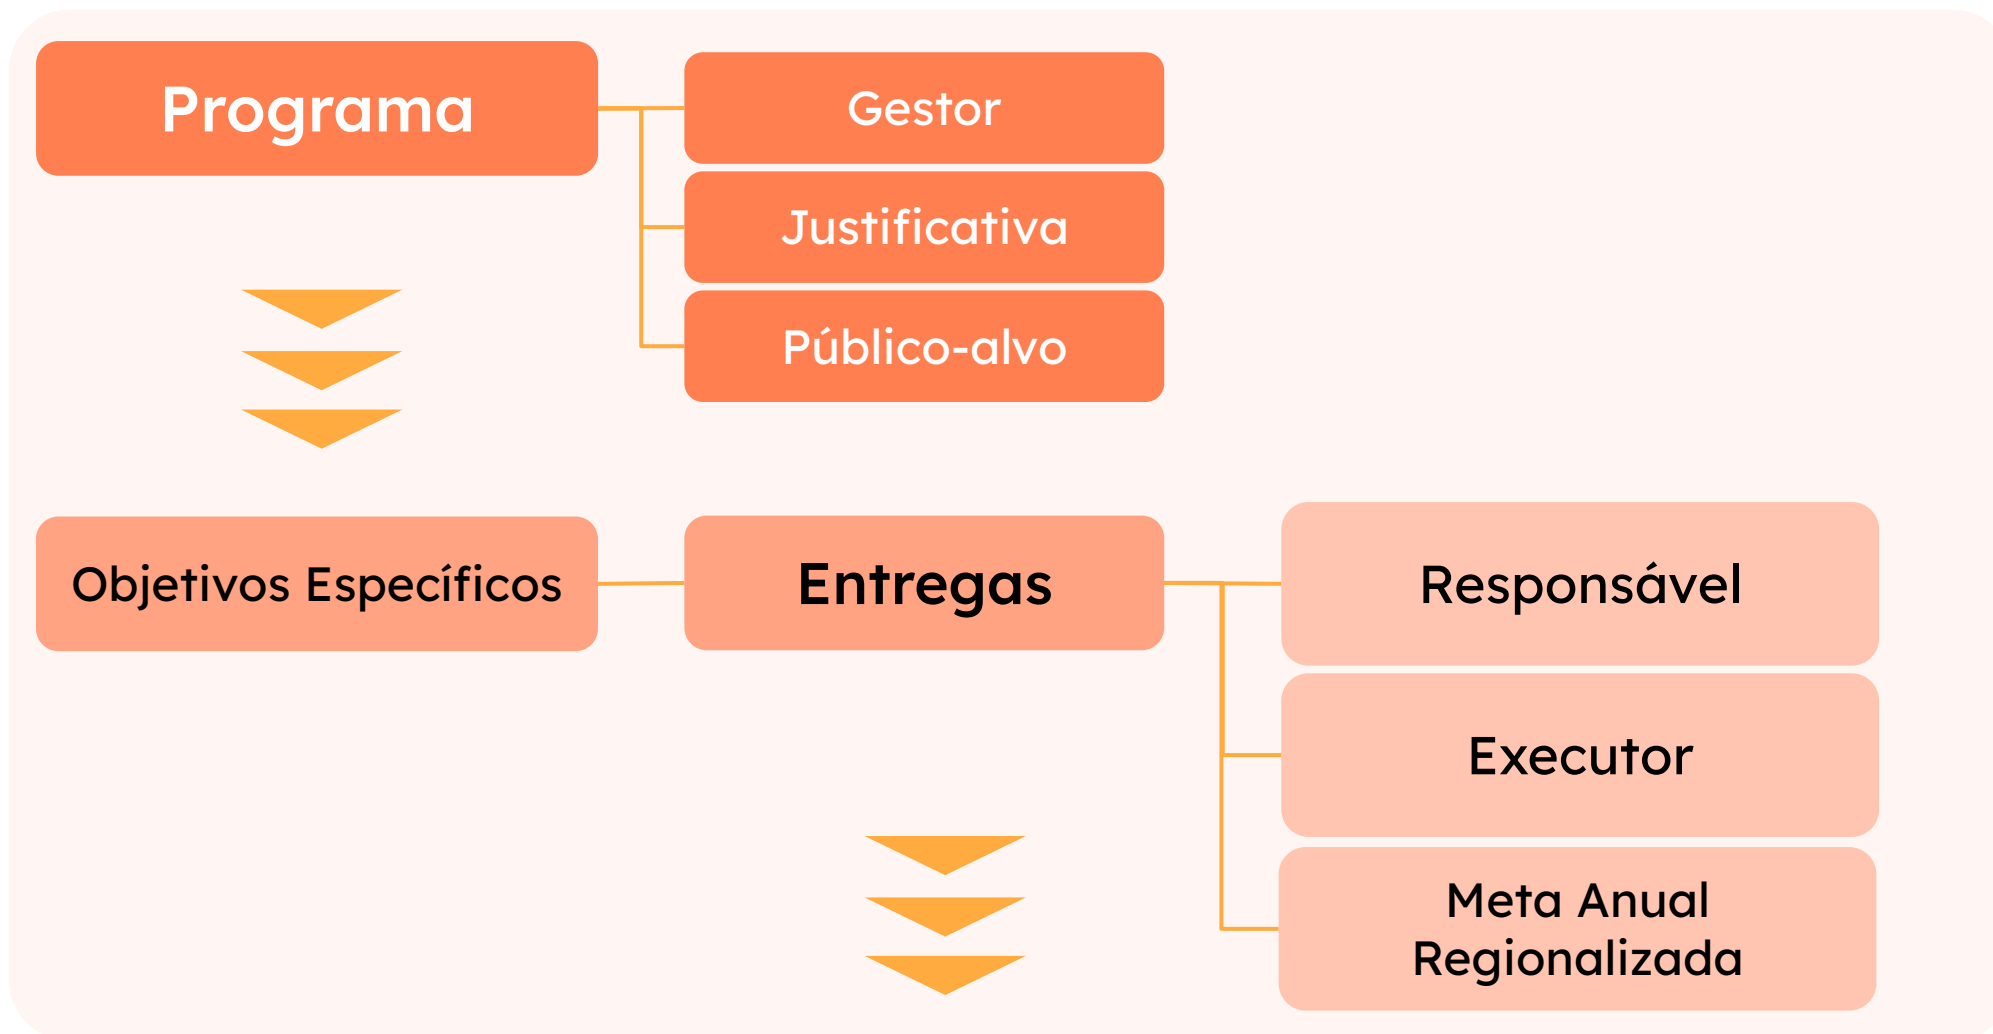 Programa
Gestor
Justificativa
Público-alvo
Objetivos Específicos
Entregas
Responsável
Executor
Meta Anual
Regionalizada